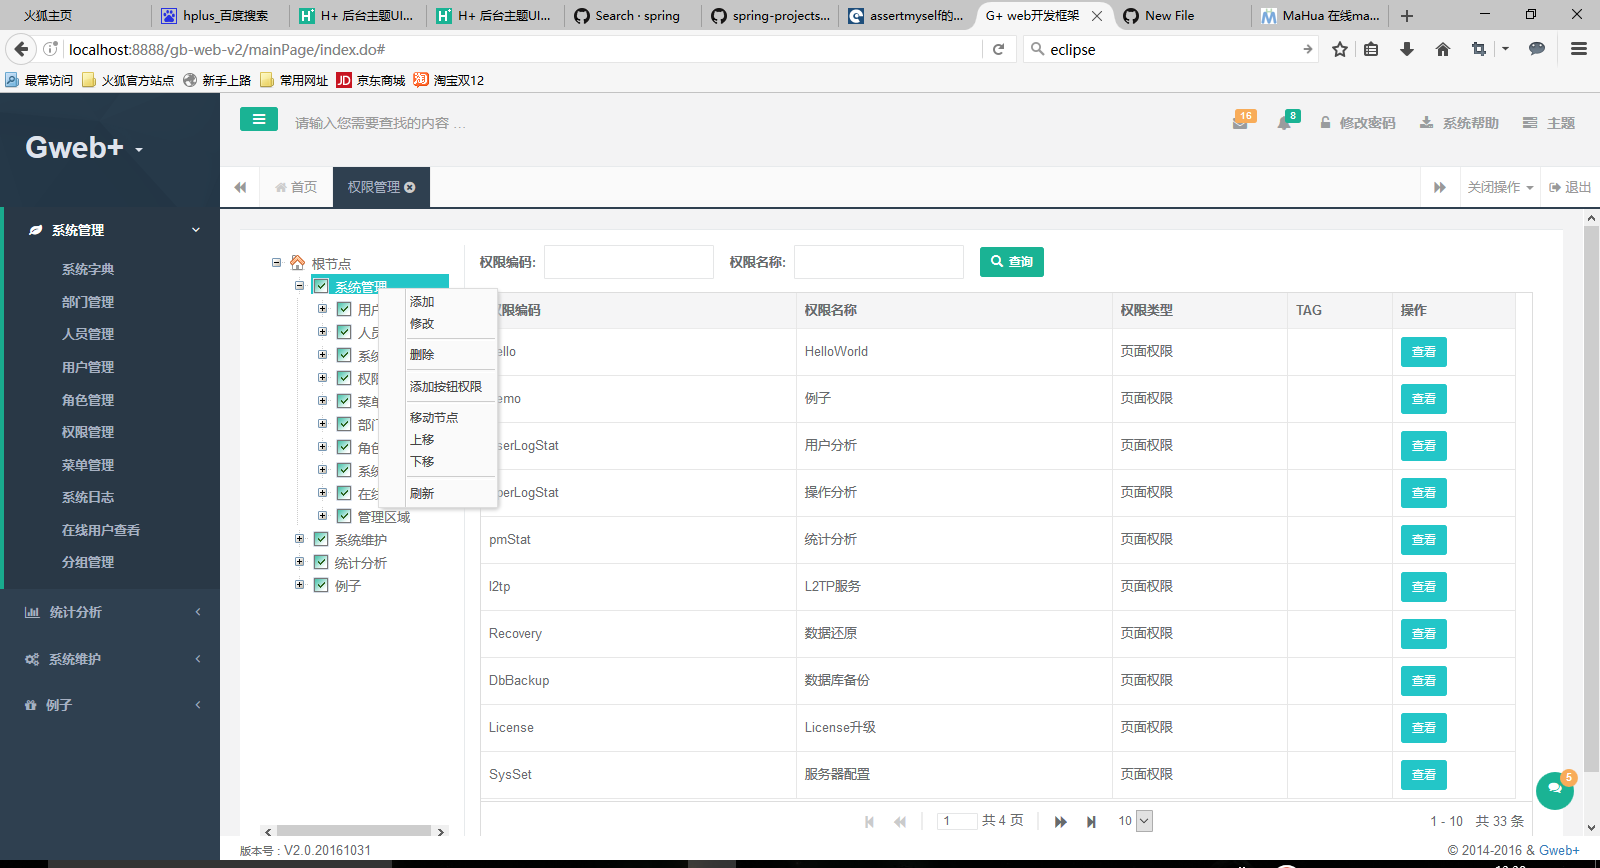 火狐主页
hplus_百度搜索
H+ 后台主题UI...
H+ 后台主题UI...
Search · spring
spring-projects...
assertmyself的...
G+ web开发框架
New File
MaHua 在线ma...
localhost:8888/gb-web-v2/mainPage/index.do#
eclipse
最常访问
火狐官方站点
新手上路
常用网址
JD 京东商城
淘 淘宝双12
Gweb+
请输入您需要查找的内容 …
16
8
修改密码
系统帮助
主题
首页
权限管理
关闭操作
退出
系统管理
系统字典
部门管理
人员管理
用户管理
角色管理
权限管理
菜单管理
系统日志
在线用户查看
分组管理
统计分析
系统维护
例子
根节点
系统管理
用户
人员
系统
权限
菜单
部门
角色
系统
在线
管理区域
系统维护
统计分析
例子
添加
修改
删除
添加按钮权限
移动节点
上移
下移
刷新
权限编码:
权限名称:
查询
限编码 权限名称 权限类型 TAG 操作
ello HelloWorld 页面权限 查看
emo 例子 页面权限 查看
serLogStat 用户分析 页面权限 查看
perLogStat 操作分析 页面权限 查看
pmStat 统计分析 页面权限 查看
l2tp L2TP服务 页面权限 查看
Recovery 数据还原 页面权限 查看
DbBackup 数据库备份 页面权限 查看
License License升级 页面权限 查看
SysSet 服务器配置 页面权限 查看
5
1 共 4 页
10
1 - 10 共 33 条
版本号 : V2.0.20161031
© 2014-2016 & Gweb+